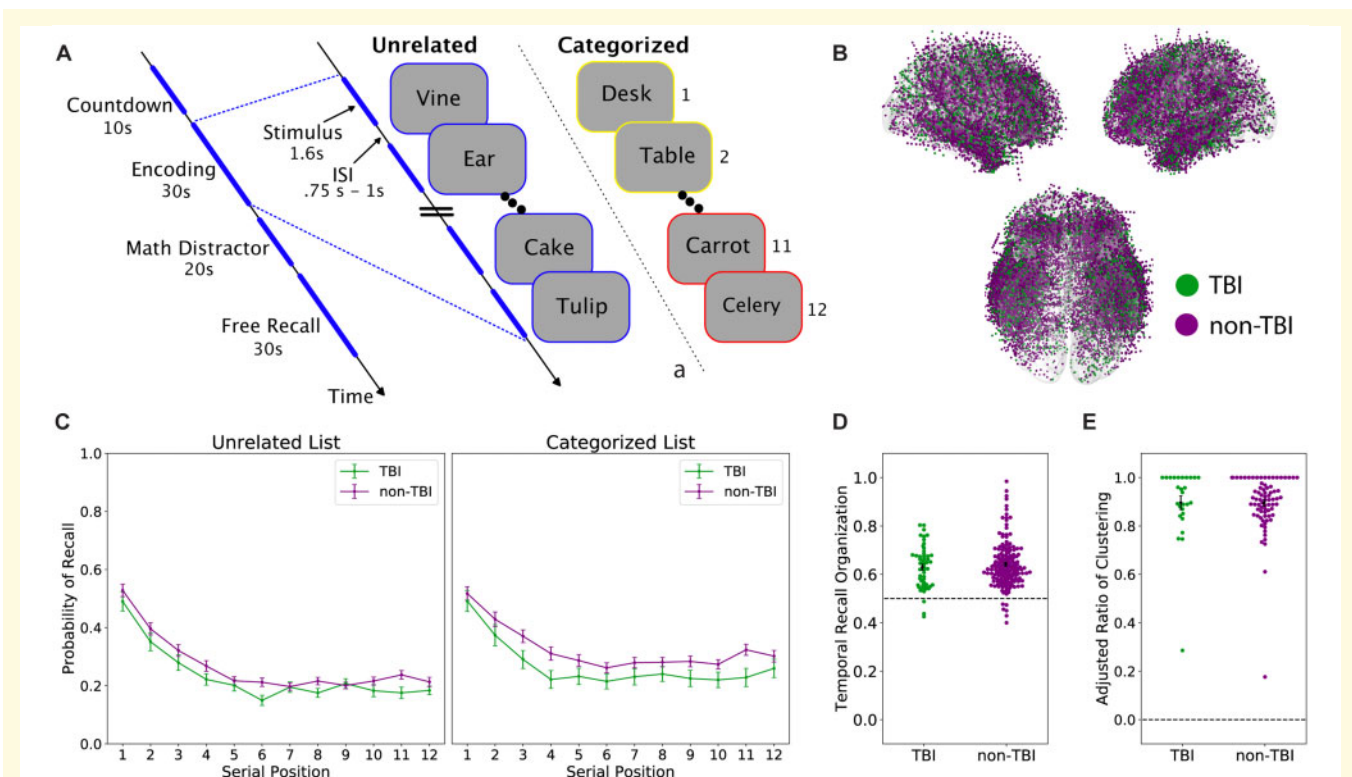 A
Unrelated
Categorized
Countdown
10s
Encoding
30s
Math Distractor
20s
Free Recall
30s
Time
Stimulus
1.6s
ISI
.75 s – 1s
Vine
Ear
Cake
Tulip
Desk
1
Table
2
Carrot
11
Celery
12
a
B
TBI
non-TBI
C
Unrelated List
Probability of Recall
1.0
0.8
0.6
0.4
0.2
0.0
TBI
non-TBI
1 2 3 4 5 6 7 8 9 10 11 12
Serial Position
Categorized List
TBI
non-TBI
1 2 3 4 5 6 7 8 9 10 11 12
Serial Position
D
Temporal Recall Organization
1.0
0.8
0.6
0.4
0.2
0.0
TBI non-TBI
E
Adjusted Ratio of Clustering
1.0
0.8
0.6
0.4
0.2
0.0
TBI non-TBI